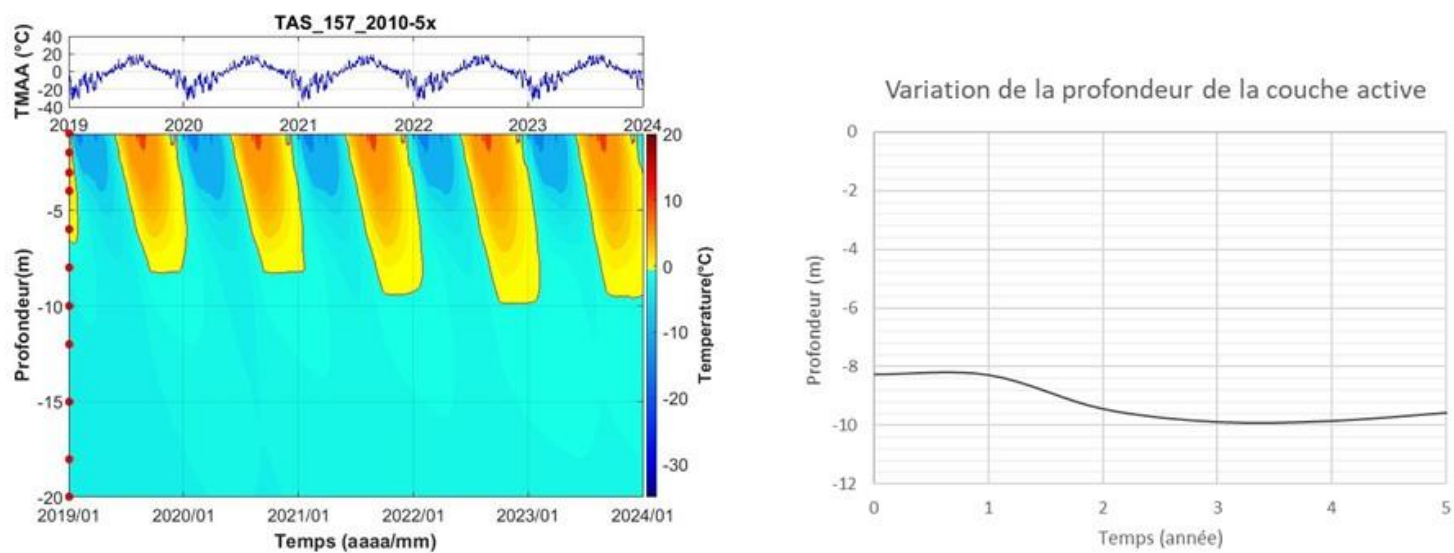 TAS_157_2010-5x
TMAA (°C)
40
20
0
-20
-40
2019 2020 2021 2022 2023 2024
Profondeur(m)
-5
-10
-15
-20
2019/01 2020/01 2021/01 2022/01 2023/01 2024/01
Temps (aaaa/mm)
20
10
0
-10
-20
-30
Temperature(°C)
Variation de la profondeur de la couche active
Profondeur (m)
0
-2
-4
-6
-8
-10
-12
0 1 2 3 4 5
Temps (année)